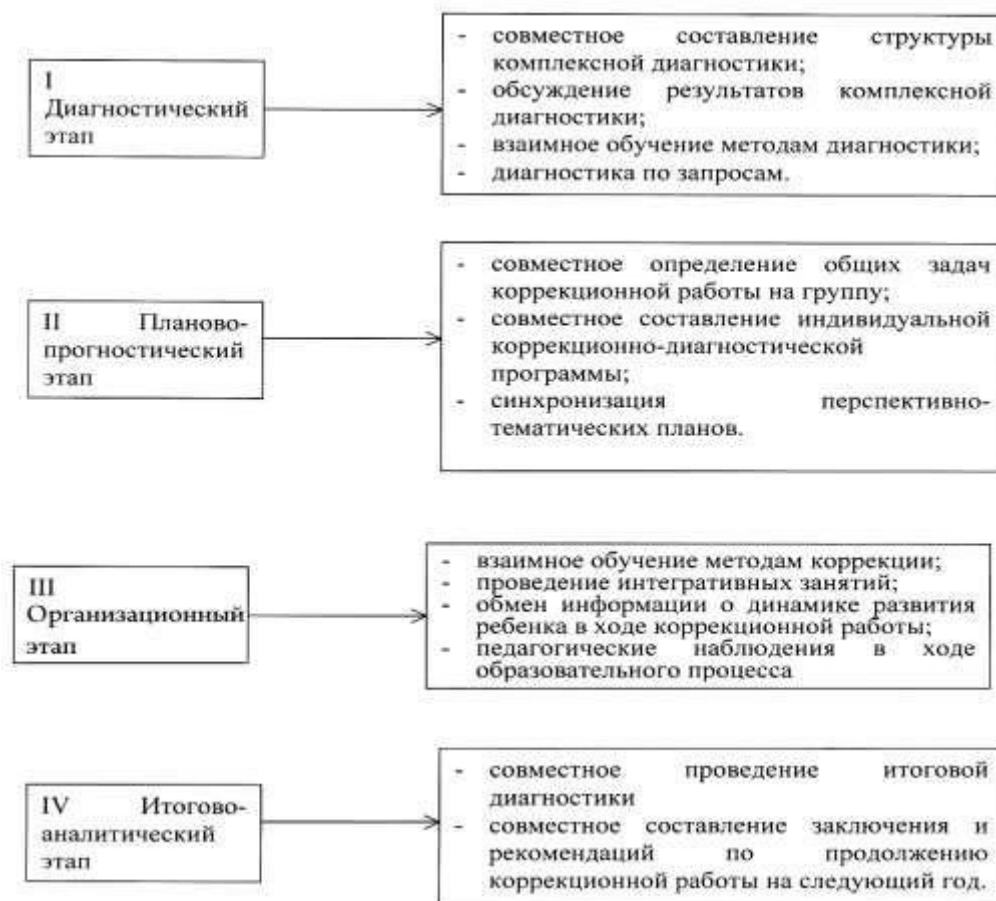 I
Диагностический
этап
- совместное составление структуры
комплексной диагностики;
- обсуждение результатов комплексной
диагностики;
- взаимное обучение методам диагностики;
- диагностика по запросам.
II Планово-
прогностический
этап
- совместное определение общих задач
коррекционной работы на группу;
- совместное составление индивидуальной
коррекционно-диагностической
программы;
- синхронизация перспективно-
тематических планов.
III
Организационный
этап
- взаимное обучение методам коррекции;
- проведение интегративных занятий;
- обмен информации о динамике развития
ребенка в ходе коррекционной работы;
- педагогические наблюдения в ходе
образовательного процесса
IV Итогово-
аналитический
этап
- совместное проведение итоговой
диагностики
- совместное составление заключения и
рекомендаций по продолжению
коррекционной работы на следующий год.